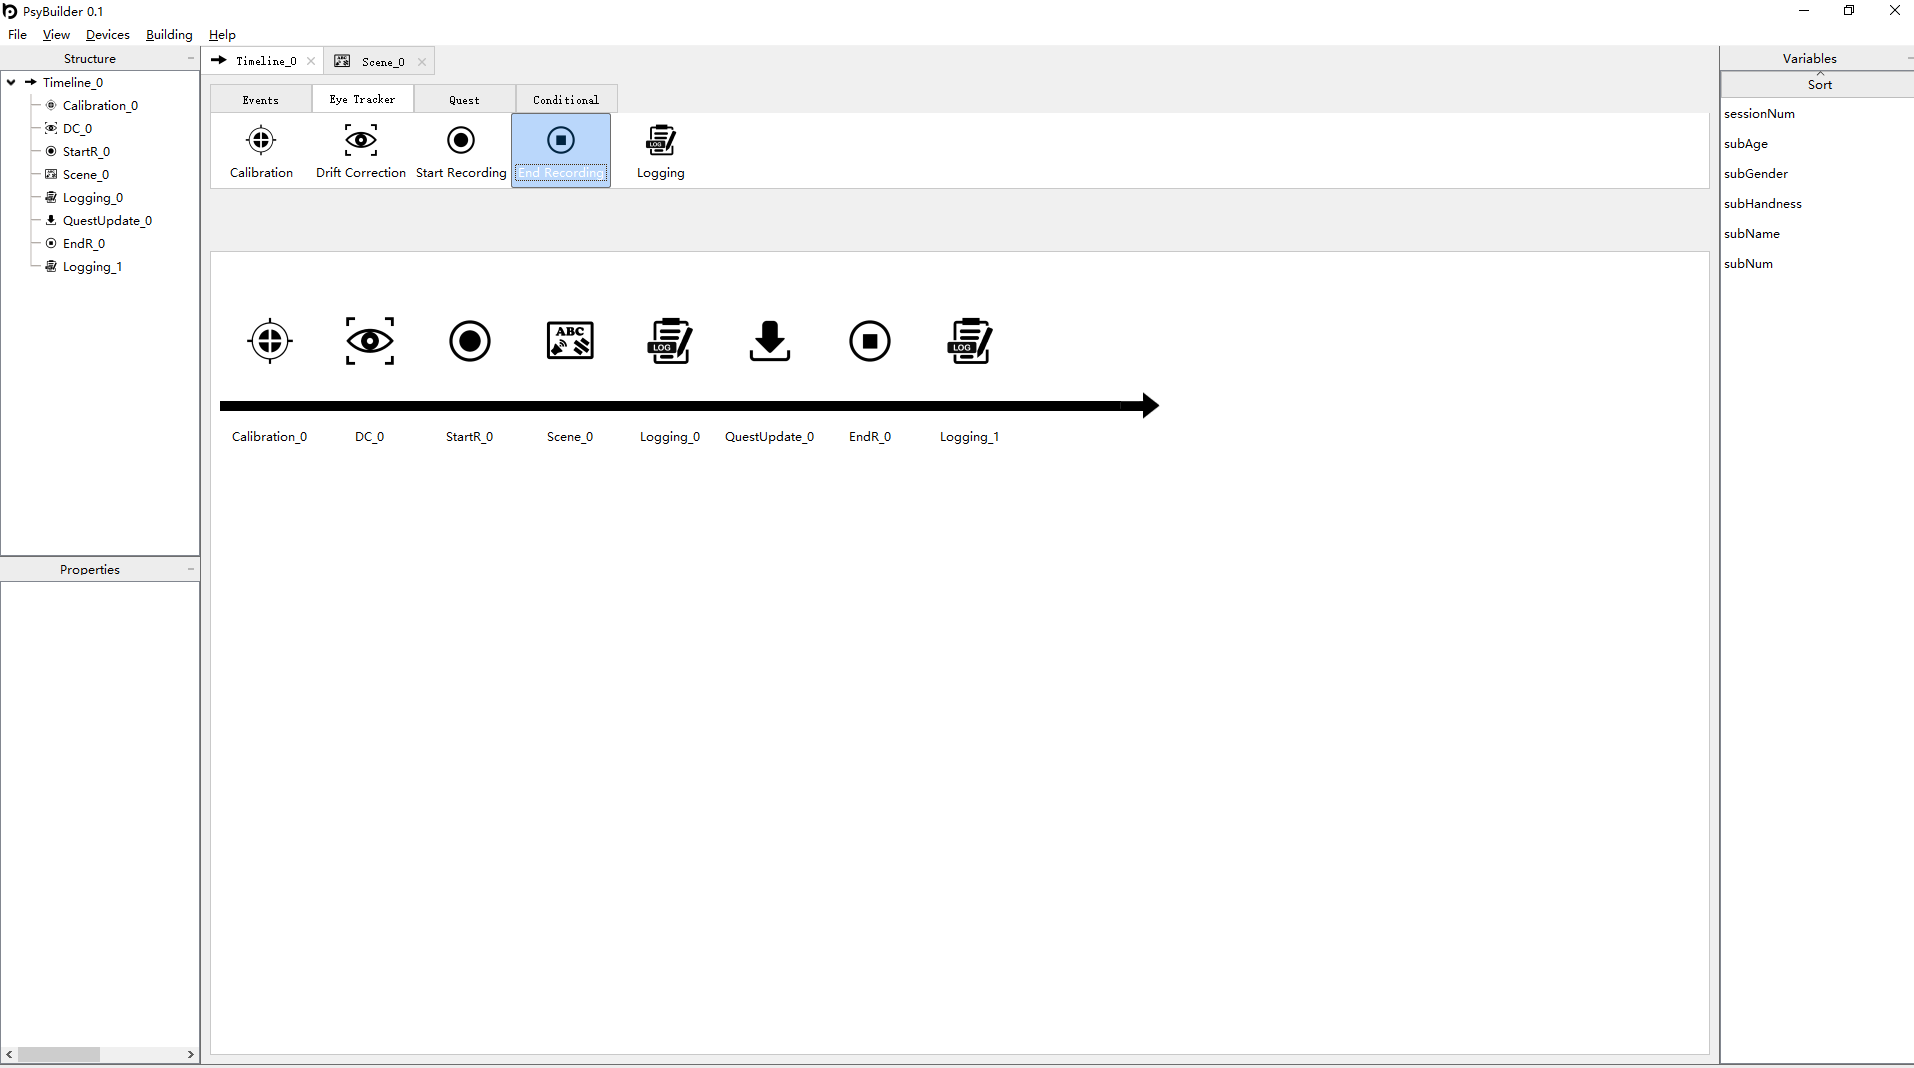 PsyBuilder 0.1
File View Devices Building Help
Structure
Timeline_0
Calibration_0
DC_0
StartR_0
Scene_0
Logging_0
QuestUpdate_0
EndR_0
Logging_1
Properties
Timeline_0 Scene_0
Events Eye Tracker Quest Conditional
Calibration Drift Correction Start Recording End Recording Logging
ABC
LOG
LOG
Calibration_0 DC_0 StartR_0 Scene_0 Logging_0 QuestUpdate_0 EndR_0 Logging_1
Variables
Sort
sessionNum
subAge
subGender
subHandness
subName
subNum